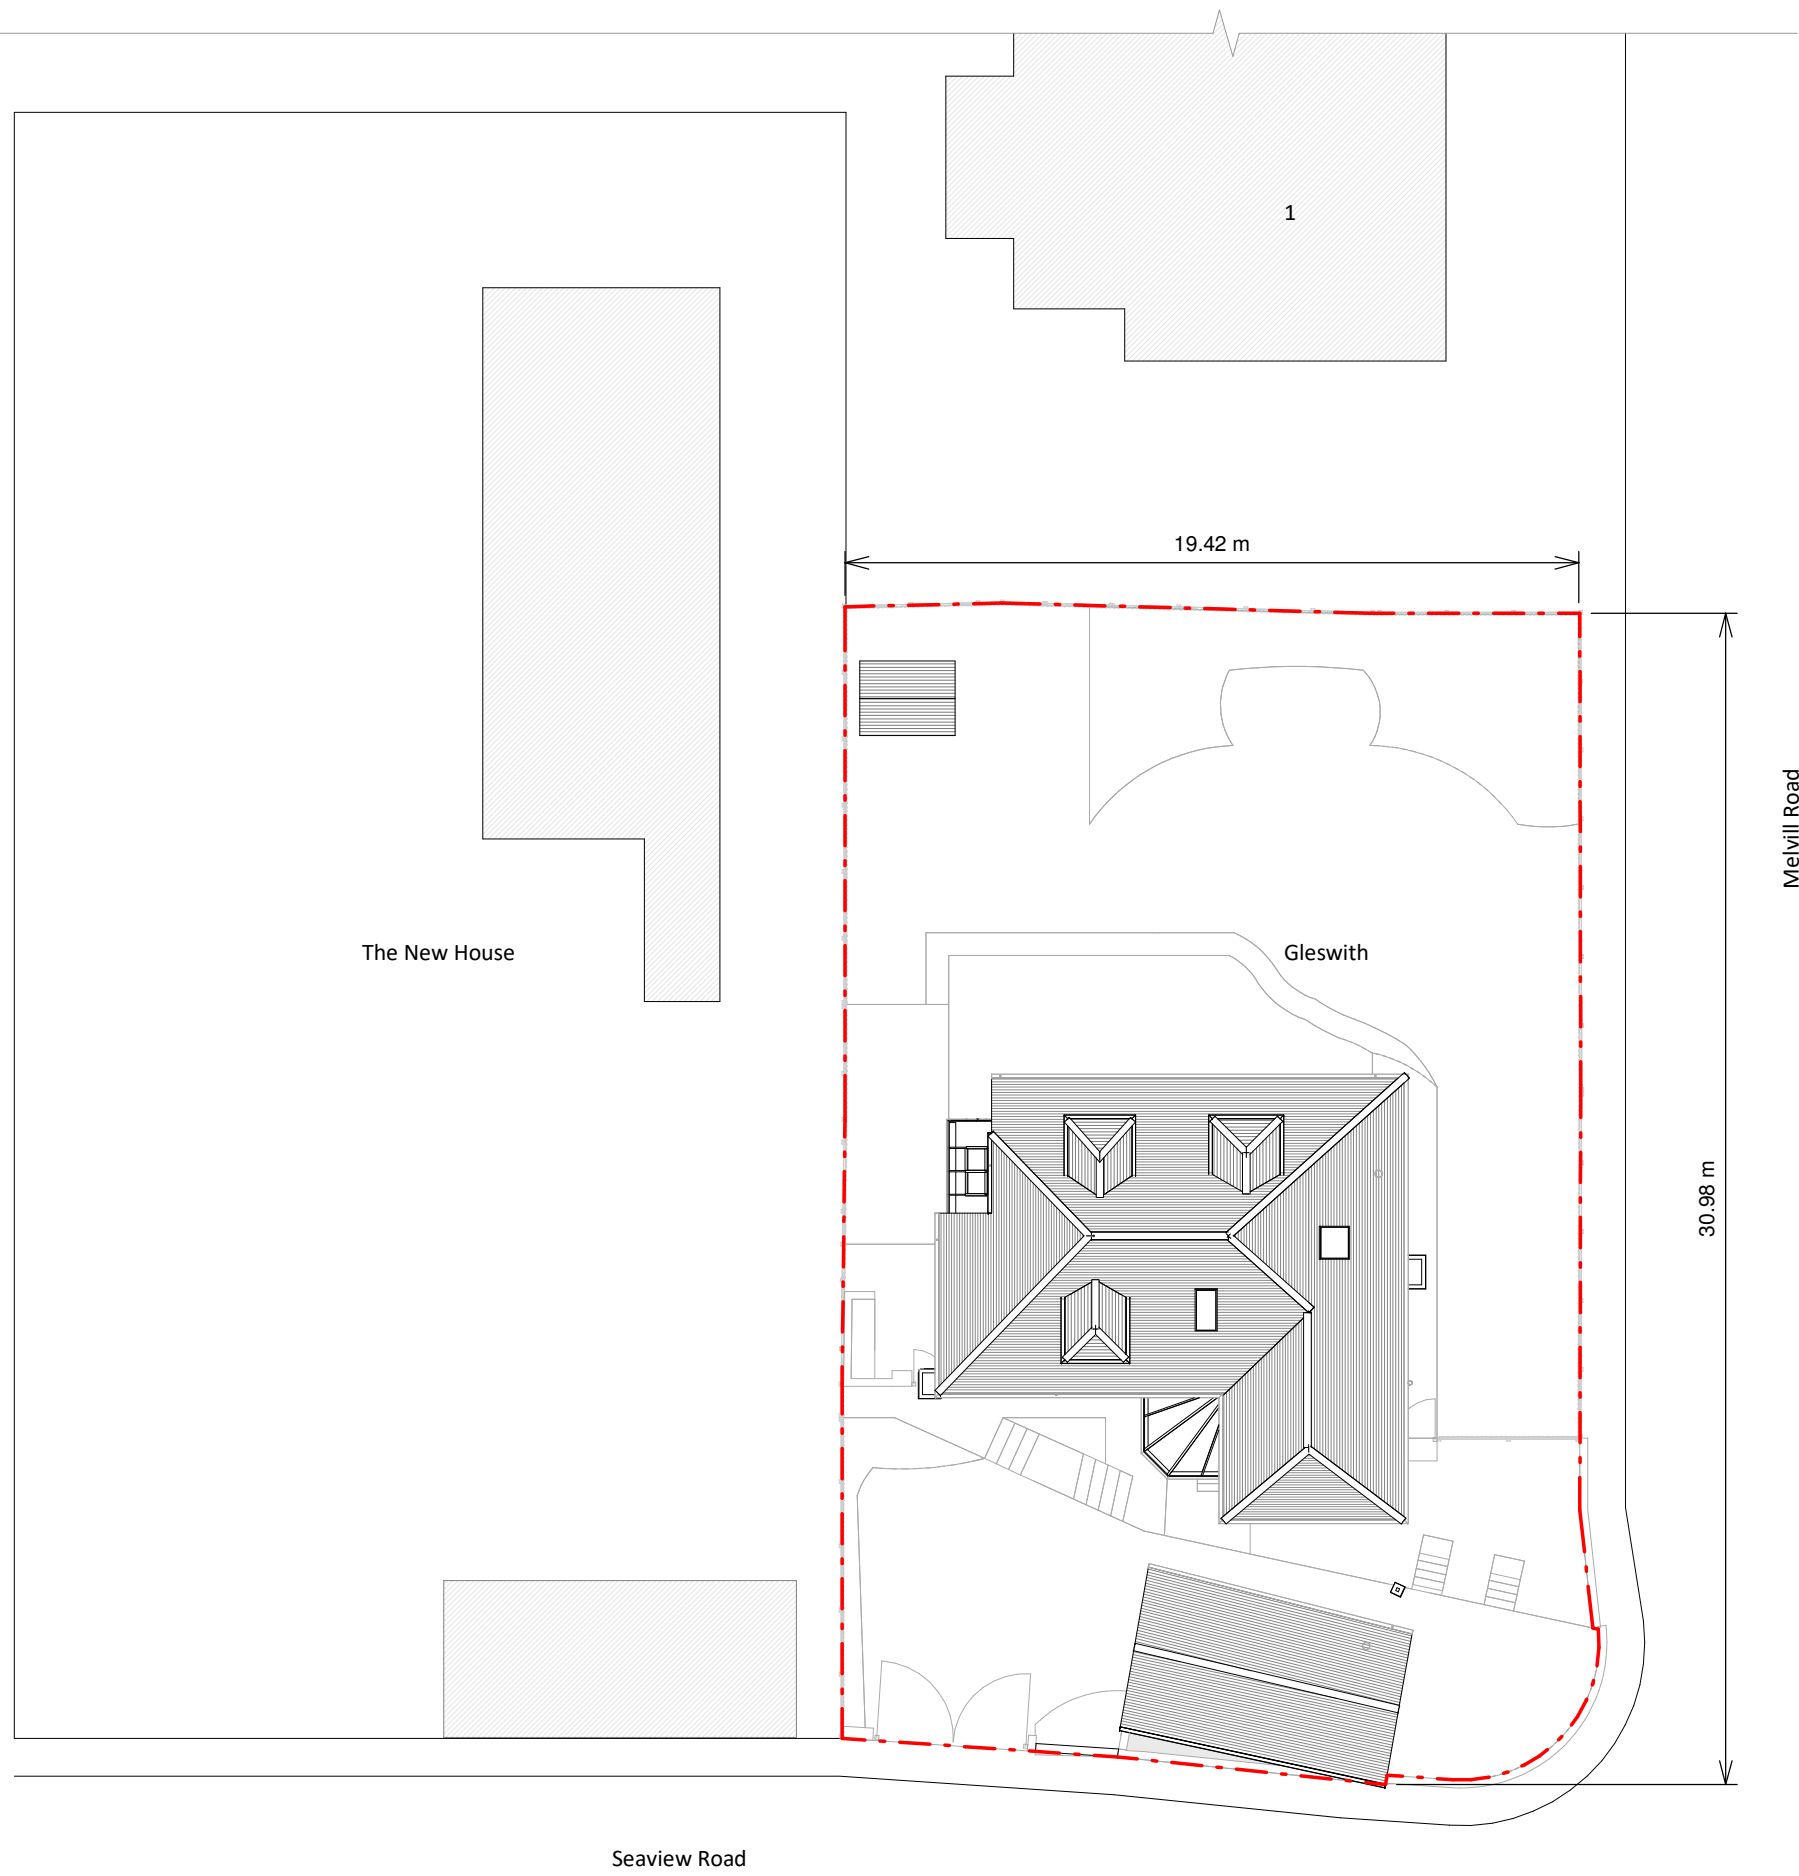 1
19.42 m
Melvill Road
The New House
Gleswith
30.98 m
Seaview Road